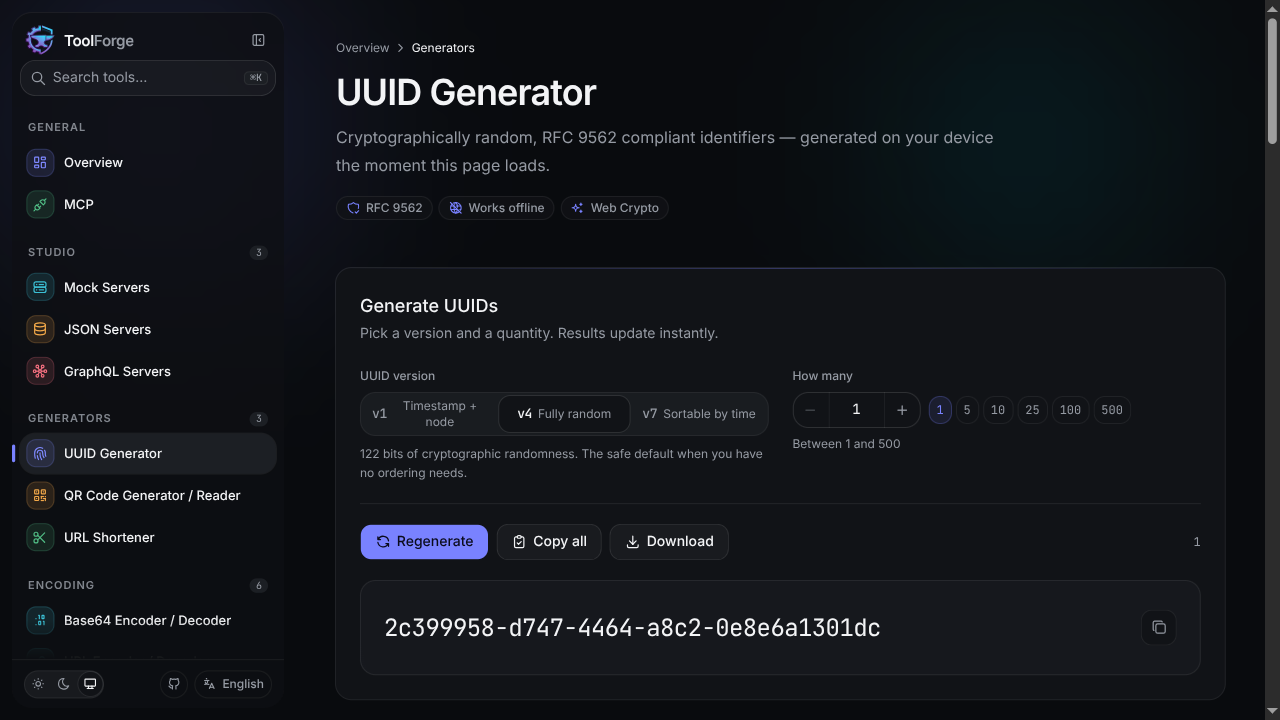 ToolForge
Search tools...
⌘K
GENERAL
Overview
MCP
STUDIO
3
Mock Servers
JSON Servers
GraphQL Servers
GENERATORS
3
UUID Generator
QR Code Generator / Reader
URL Shortener
ENCODING
6
Base64 Encoder / Decoder
English
Overview > Generators
UUID Generator
Cryptographically random, RFC 9562 compliant identifiers — generated on your device
the moment this page loads.
RFC 9562
Works offline
Web Crypto
Generate UUIDs
Pick a version and a quantity. Results update instantly.
UUID version
v1 Timestamp +
node
v4 Fully random
v7 Sortable by time
122 bits of cryptographic randomness. The safe default when you have
no ordering needs.
How many
− 1 +
1 5 10 25 100 500
Between 1 and 500
Regenerate
Copy all
Download
1
2c399958-d747-4464-a8c2-0e8e6a1301dc